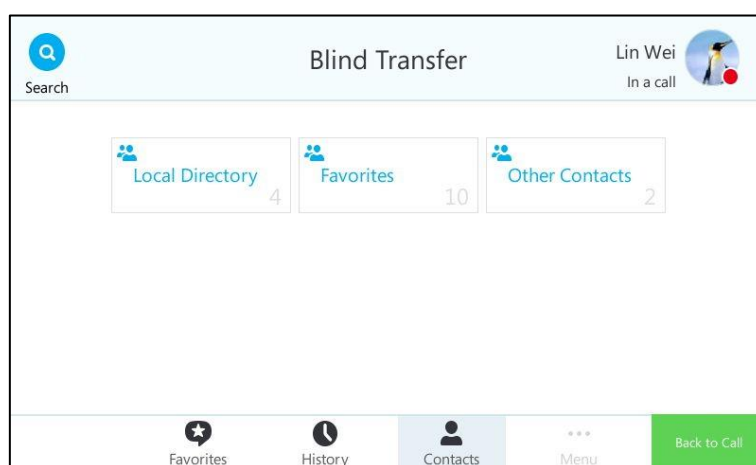 Blind Transfer
Lin Wei
In a call
Search
Local Directory
4
Favorites
10
Other Contacts
2
Favorites
History
Contacts
Menu
Back to Call